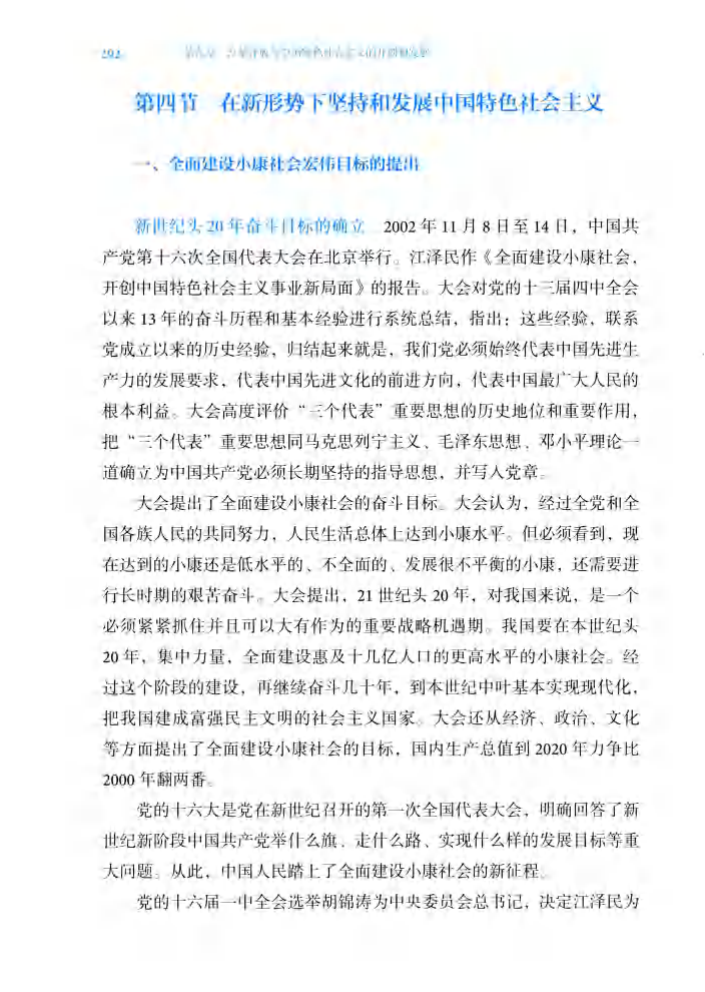 292
第四节 在新形势下坚持和发展中国特色社会主义
一、全面建设小康社会宏伟目标的提出
新世纪头20年奋斗目标的确立 2002年11月8日至14日，中国共
产党第十六次全国代表大会在北京举行。江泽民作《全面建设小康社会，
开创中国特色社会主义事业新局面》的报告。大会对党的十三届四中全会
以来13年的奋斗历程和基本经验进行系统总结，指出：这些经验，联系
党成立以来的历史经验，归结起来就是，我们党必须始终代表中国先进生
产力的发展要求，代表中国先进文化的前进方向，代表中国最广大人民的
根本利益。大会高度评价“三个代表”重要思想的历史地位和重要作用，
把“三个代表”重要思想同马克思列宁主义、毛泽东思想、邓小平理论一
道确立为中国共产党必须长期坚持的指导思想，并写入党章。
大会提出了全面建设小康社会的奋斗目标。大会认为，经过全党和全
国各族人民的共同努力，人民生活总体上达到小康水平。但必须看到，现
在达到的小康还是低水平的、不全面的、发展很不平衡的小康，还需要进
行长时期的艰苦奋斗。大会提出，21世纪头20年，对我国来说，是一个
必须紧紧抓住并且可以大有作为的重要战略机遇期。我国要在本世纪头
20年，集中力量，全面建设惠及十几亿人口的更高水平的小康社会。经
过这个阶段的建设，再继续奋斗几十年，到本世纪中叶基本实现现代化，
把我国建成富强民主文明的社会主义国家。大会还从经济、政治、文化
等方面提出了全面建设小康社会的目标，国内生产总值到2020年力争比
2000年翻两番。
党的十六大是党在新世纪召开的第一次全国代表大会，明确回答了新
世纪新阶段中国共产党举什么旗、走什么路、实现什么样的发展目标等重
大问题。从此，中国人民踏上了全面建设小康社会的新征程。
党的十六届一中全会选举胡锦涛为中央委员会总书记，决定江泽民为